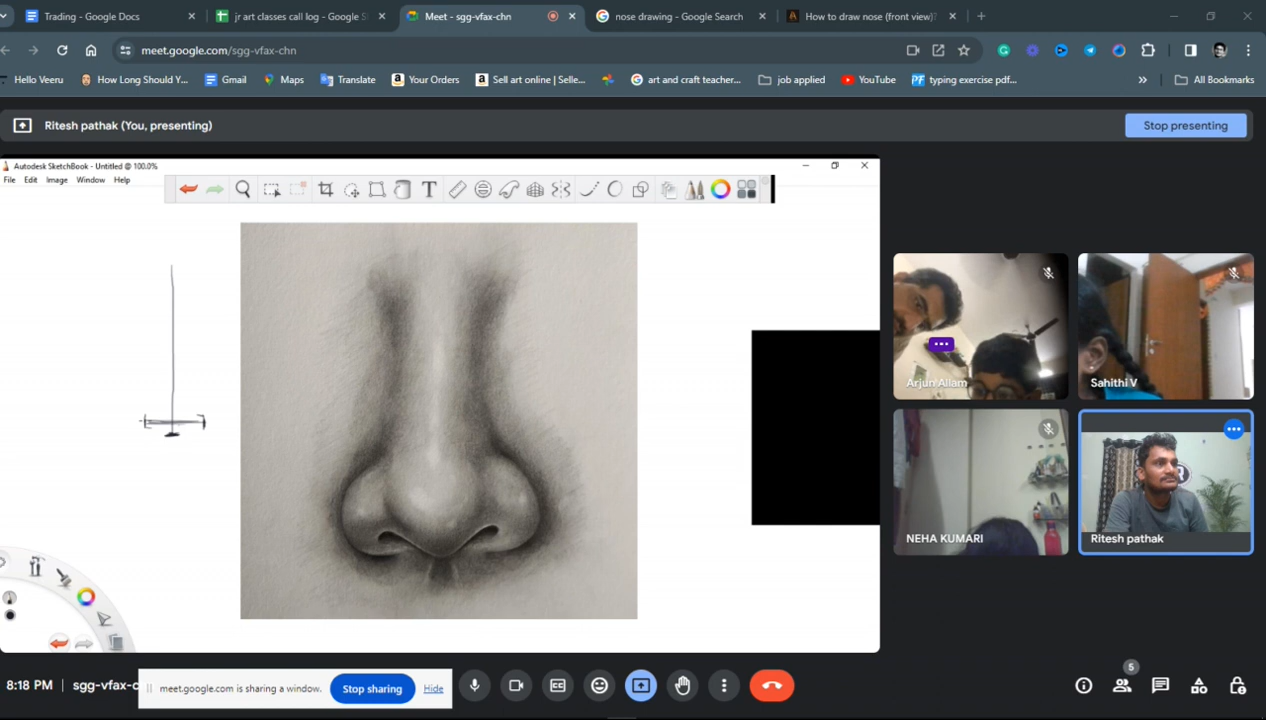 Trading - Google Docs
jr art classes call log - Google S
Meet - sgg-vfax-chn
nose drawing - Google Search
How to draw nose (front view)?
meet.google.com/sgg-vfax-chn
Hello Veeru
How Long Should Y...
Gmail
Maps
Translate
Your Orders
Sell art online | Selle...
art and craft teacher...
job applied
YouTube
typing exercise pdf...
All Bookmarks
Ritesh pathak (You, presenting)
Stop presenting
Autodesk SketchBook - Untitled @ 100.0%
File Edit Image Window Help
Arjun Allam
Sahithi V
NEHA KUMARI
Ritesh pathak
8:18 PM
sgg-vfax-c
meet.google.com is sharing a window.
Stop sharing
Hide
5